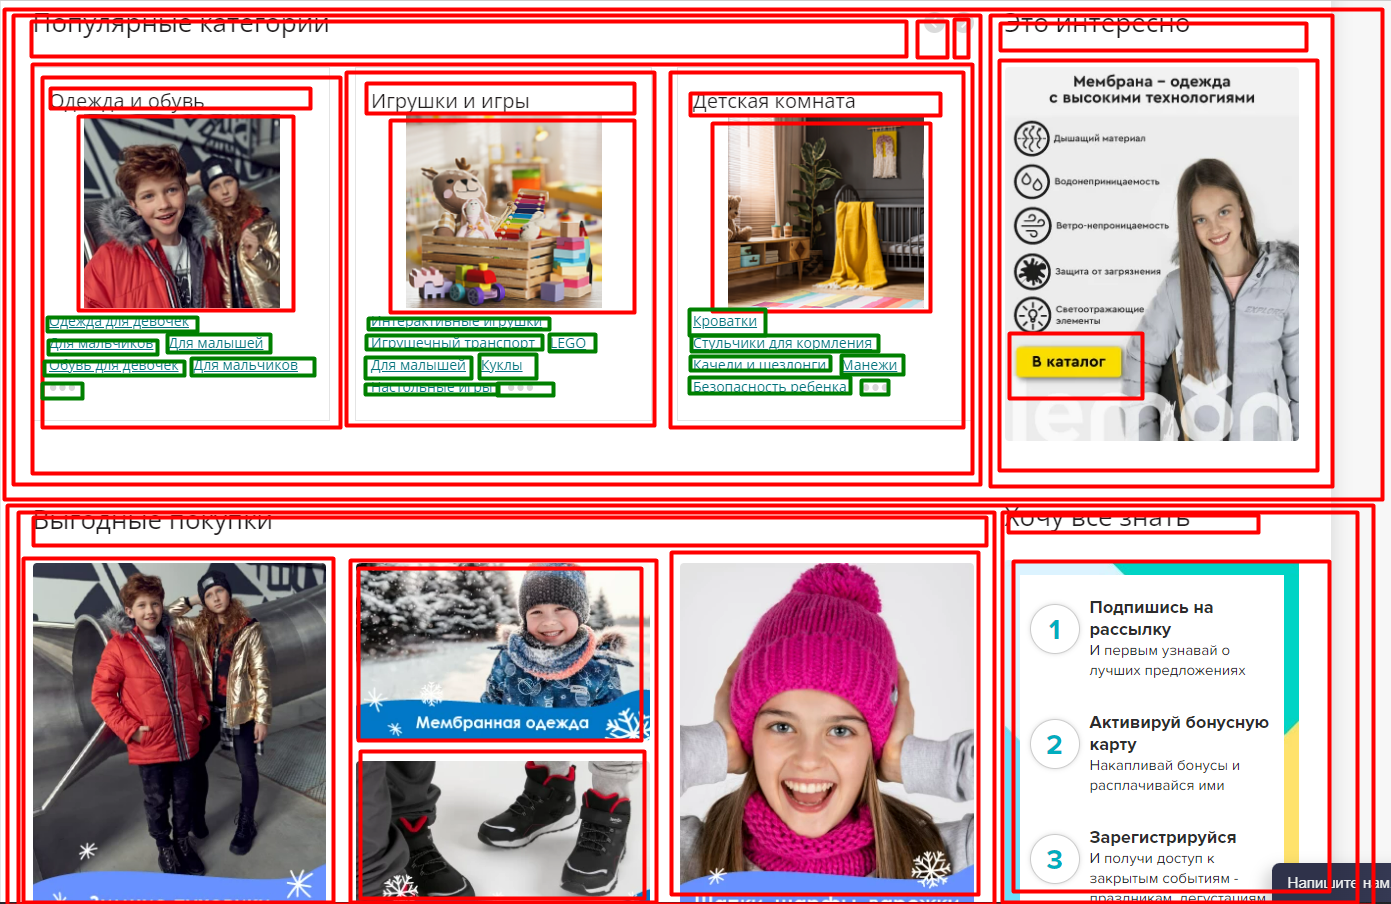 Популярные категории
Одежда и обувь
Одежда для девочек
Для мальчиков Для малышей
Обувь для девочек Для мальчиков
Игрушки и игры
Интерактивные игрушки
Игрушечный транспорт LEGO
Для малышей Куклы
Настольные игры
Детская комната
Кроватки
Стульчики для кормления
Качели и шезлонги Манежи
Безопасность ребенка
Это интересно
Мембрана – одежда
с высокими технологиями
Дышащий материал
Водонепринициаемость
Ветро-непроницаемость
Защита от загрязнения
Светоотражающие
элементы
В каталог
lemon
Выгодные покупки
Мембранная одежда
Хочу все знать
1
Подпишись на
рассылку
И первым узнавай о
лучших предложениях
2
Активируй бонусную
карту
Накапливай бонусы и
расплачивайся ими
3
Зарегистрируйся
И получи доступ к
закрытым событиям -
праздникам, дегустациям
Напишите нам